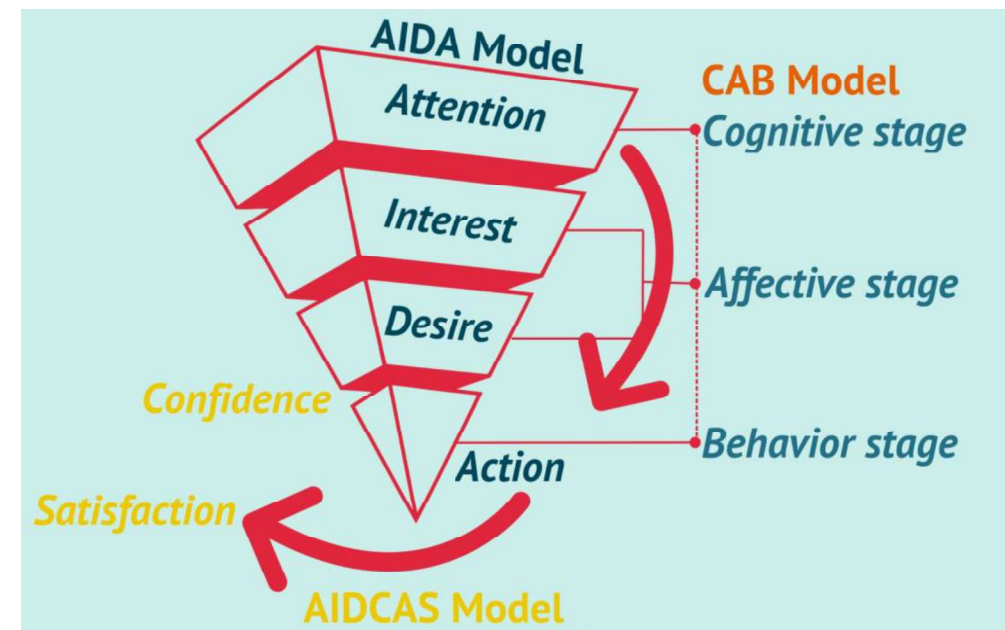 AIDA Model
Attention
Interest
Desire
Action
CAB Model
Cognitive stage
Affective stage
Behavior stage
Confidence
Satisfaction
AIDCAS Model